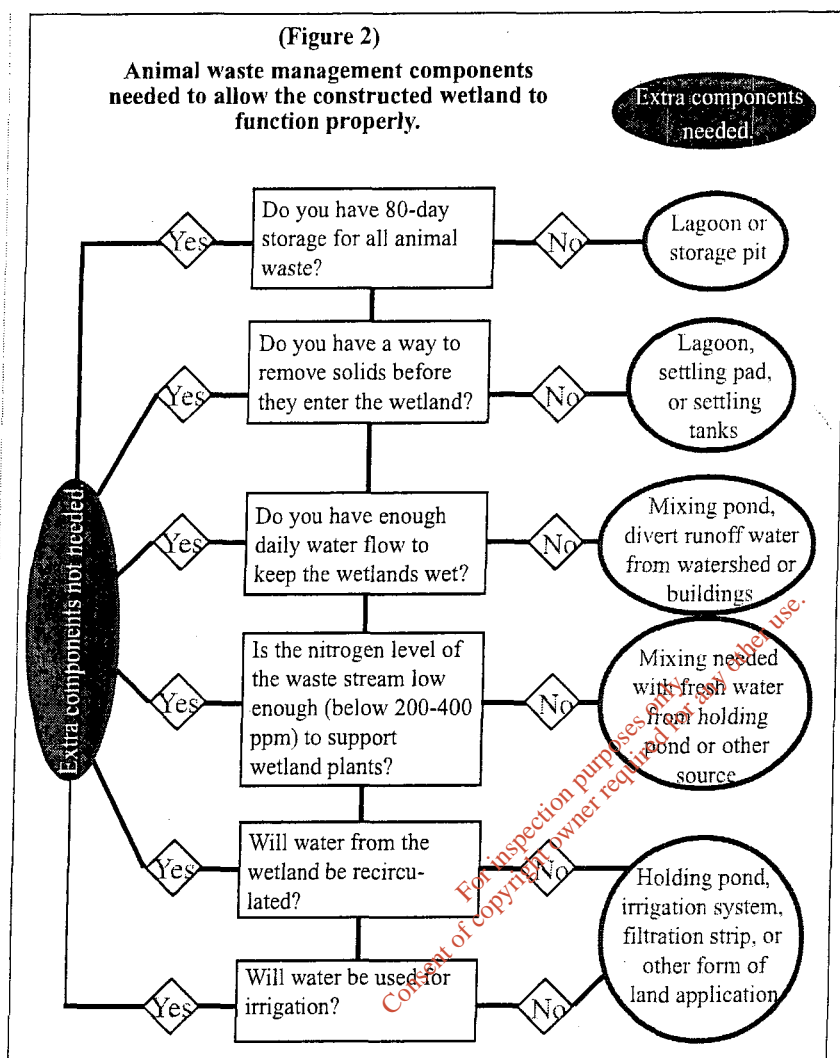 (Figure 2)
Animal waste management components
needed to allow the constructed wetland to
function properly.
Extra components
needed.
Do you have 80-day
storage for all animal
waste?
Yes
No
Lagoon or
storage pit
Do you have a way to
remove solids before
they enter the wetland?
Yes
No
Lagoon,
settling pad,
or settling
tanks
Do you have enough
daily water flow to
keep the wetlands wet?
Yes
No
Mixing pond,
divert runoff water
from watershed or
buildings
Is the nitrogen level of
the waste stream low
enough (below 200-400
ppm) to support
wetland plants?
Yes
No
Mixing needed
with fresh water
from holding
pond or other
source
Will water from the
wetland be recircu-
lated?
Yes
No
Holding pond,
irrigation system,
filtration strip, or
other form of
land application
Will water be used for
irrigation?
Yes
No
Extra components not needed.
For inspection purposes only.
Consent of copyright owner required for any other use.